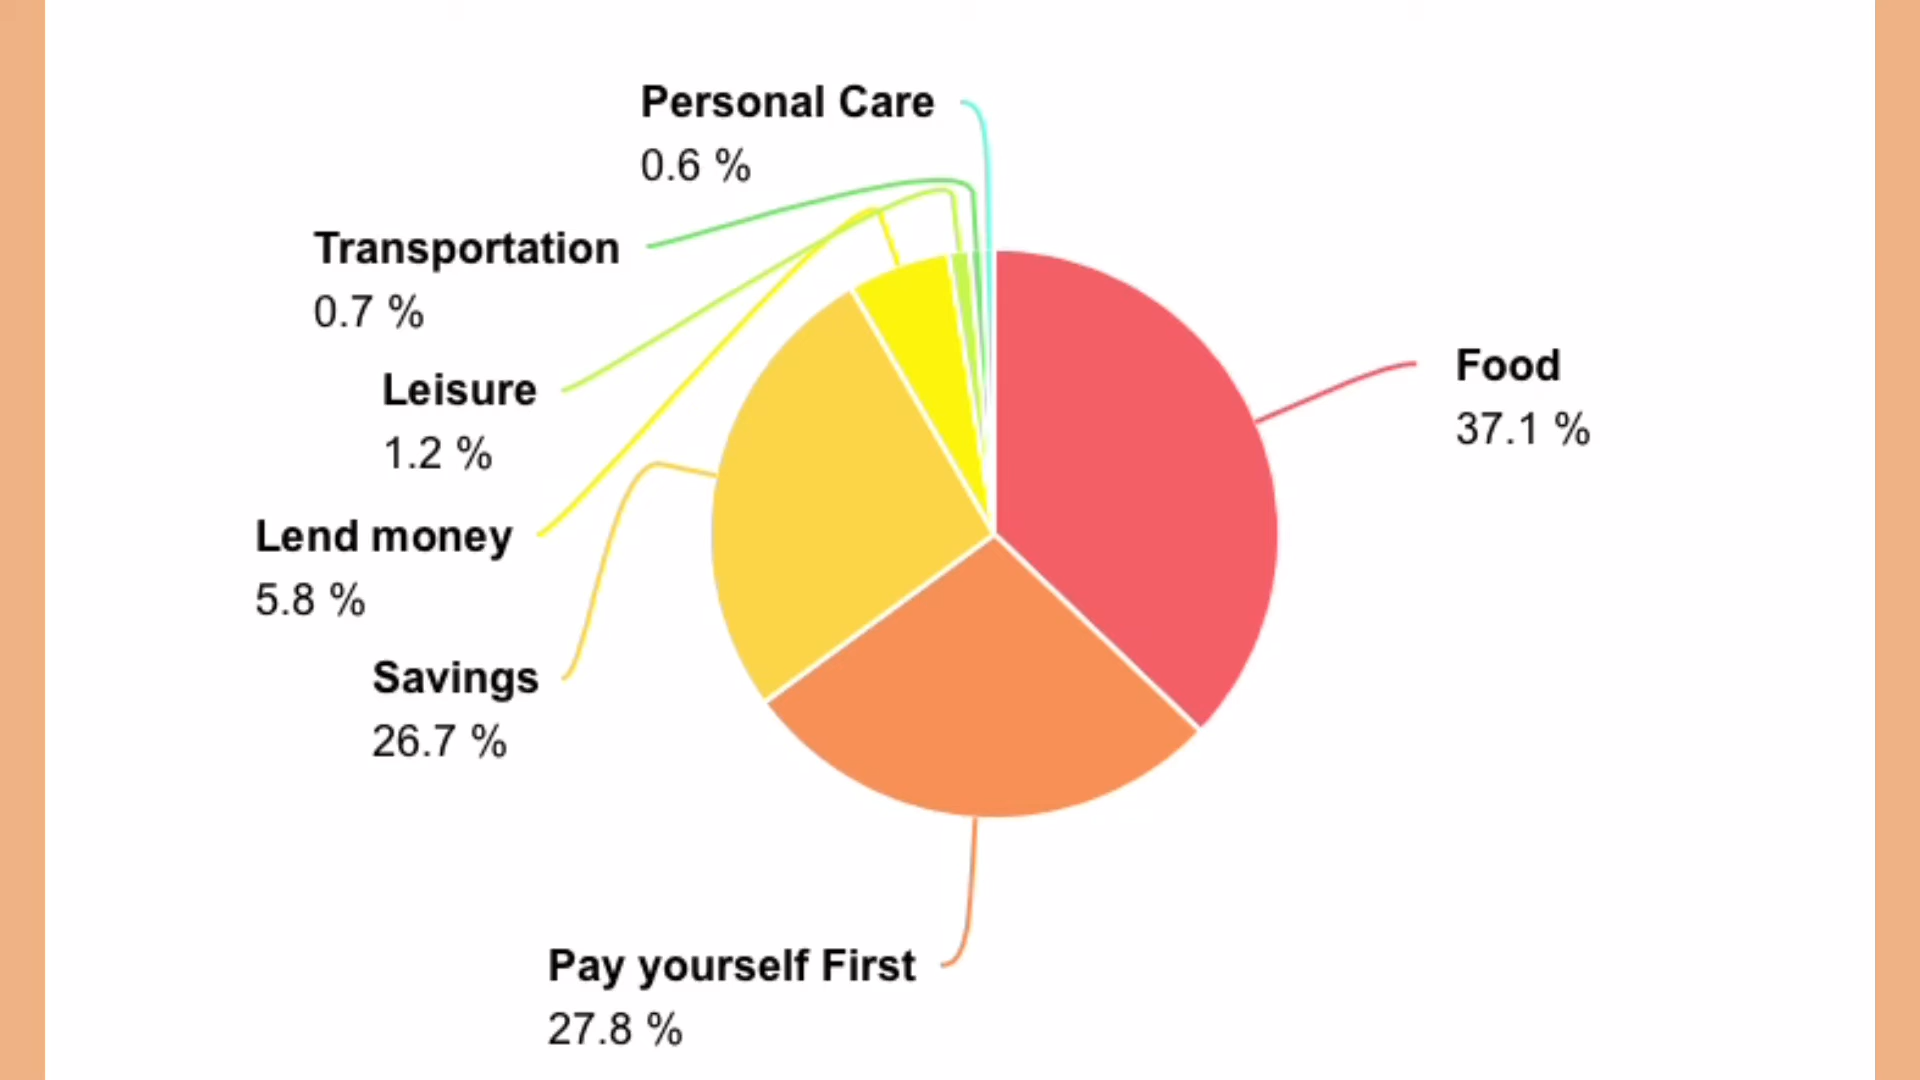 Personal Care
0.6 %
Transportation
0.7 %
Leisure
1.2 %
Food
37.1 %
Lend money
5.8 %
Savings
26.7 %
Pay yourself First
27.8 %